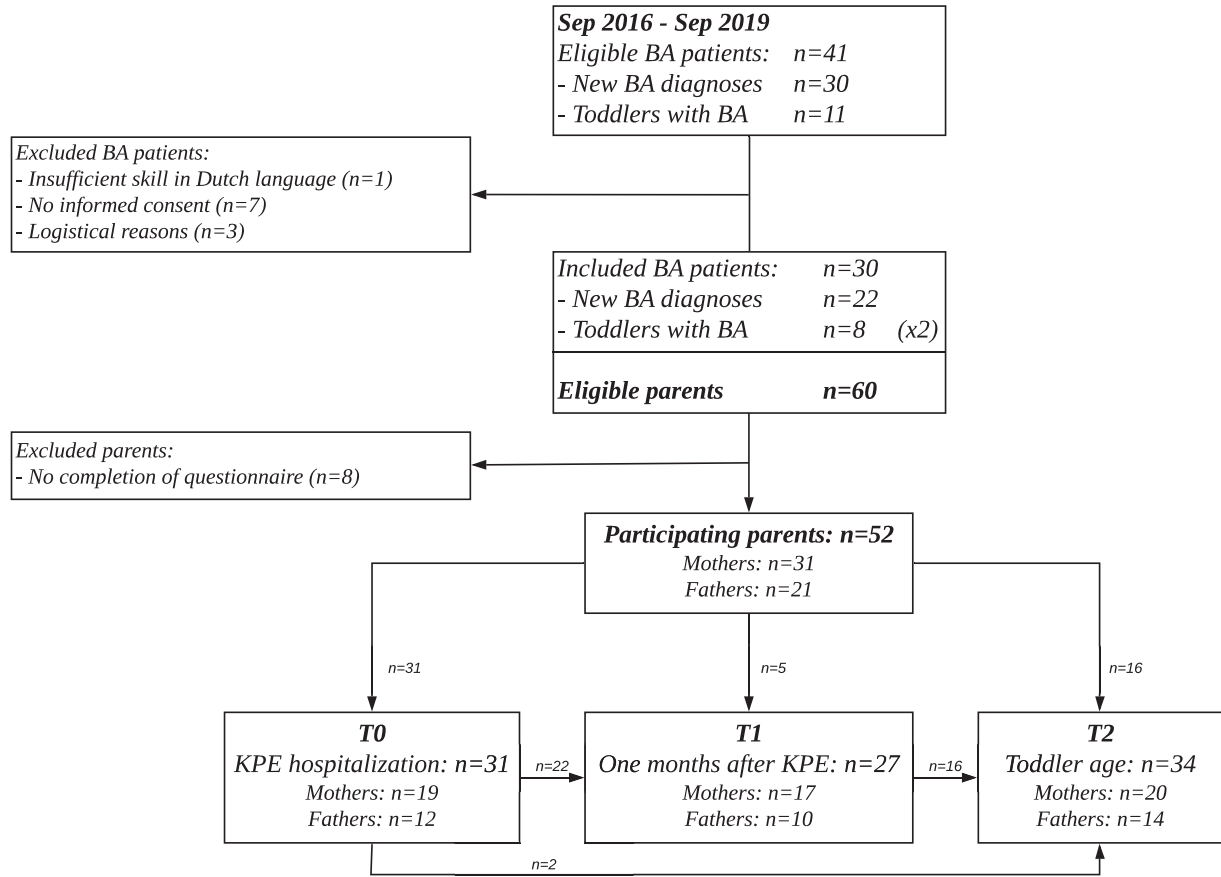 Sep 2016 - Sep 2019
Eligible BA patients: n=41
- New BA diagnoses n=30
- Toddlers with BA n=11
Excluded BA patients:
- Insufficient skill in Dutch language (n=1)
- No informed consent (n=7)
- Logistical reasons (n=3)
Included BA patients: n=30
- New BA diagnoses n=22
- Toddlers with BA n=8 (x2)
Eligible parents n=60
Excluded parents:
- No completion of questionnaire (n=8)
Participating parents: n=52
Mothers: n=31
Fathers: n=21
n=31
n=5
n=16
T0
KPE hospitalization: n=31
Mothers: n=19
Fathers: n=12
n=22
T1
One months after KPE: n=27
Mothers: n=17
Fathers: n=10
n=16
T2
Toddler age: n=34
Mothers: n=20
Fathers: n=14
n=2